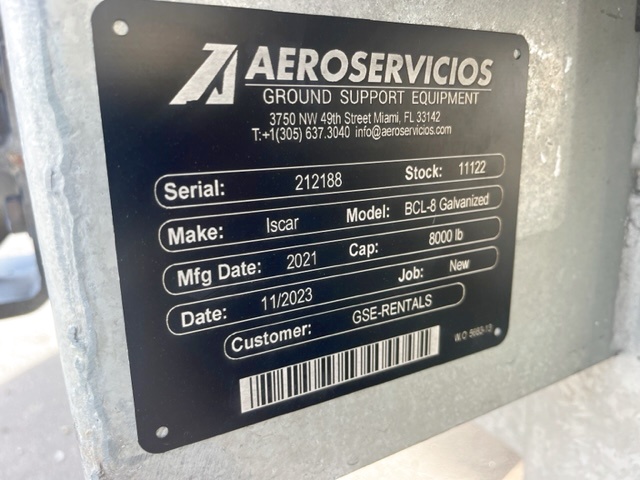 AEROSERVICIOS
GROUND SUPPORT EQUIPMENT
3750 NW 49th Street Miami, FL 33142
T:+1(305) 637.3040 info@aeroservicios.com
Serial: 212188 Stock: 11122
Make: Iscar Model: BCL-8 Galvanized
Mfg Date: 2021 Cap: 8000 lb
Date: 11/2023 Job: New
Customer: GSE-RENTALS
W.O 5683-13